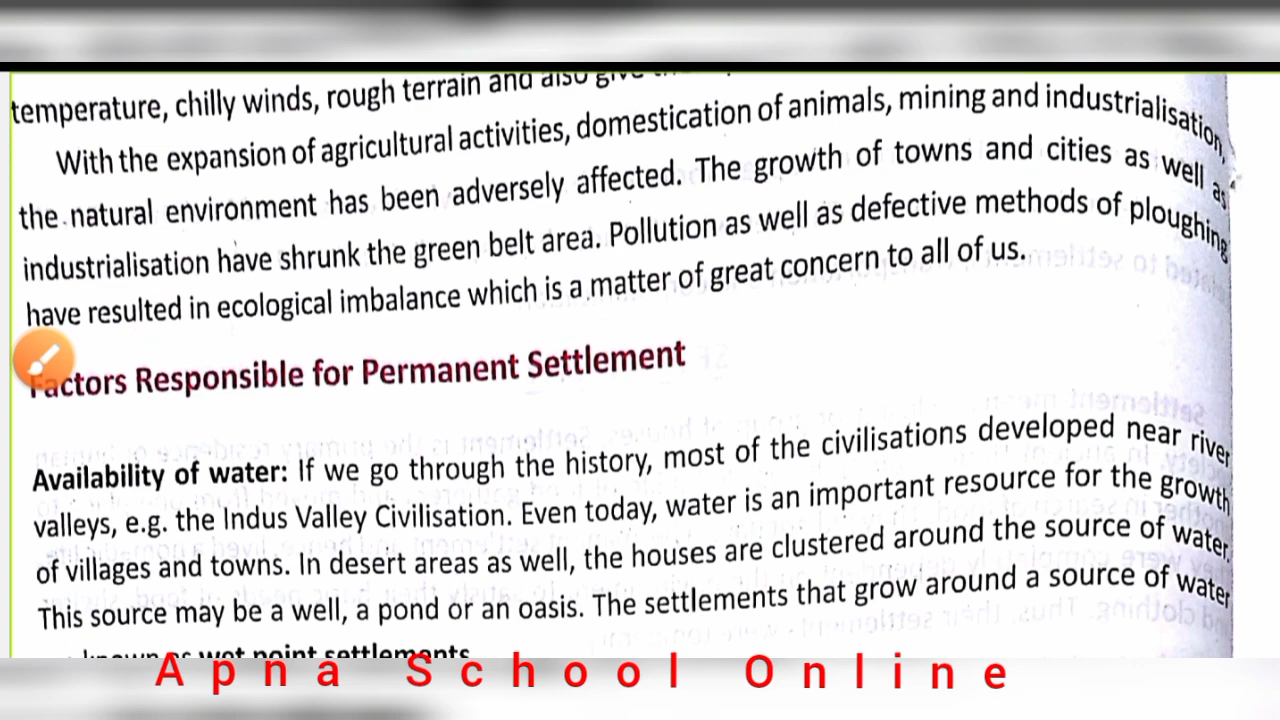 temperature, chilly winds, rough terrain and also give
With the expansion of agricultural activities, domestication of animals, mining and industrialisation,
the natural environment has been adversely affected. The growth of towns and cities as well as
industrialisation have shrunk the green belt area. Pollution as well as defective methods of ploughing
have resulted in ecological imbalance which is a matter of great concern to all of us.
Factors Responsible for Permanent Settlement
Availability of water: If we go through the history, most of the civilisations developed near river
valleys, e.g. the Indus Valley Civilisation. Even today, water is an important resource for the growth
of villages and towns. In desert areas as well, the houses are clustered around the source of water.
This source may be a well, a pond or an oasis. The settlements that grow around a source of water
known as wet point settlements.
Apna School Online